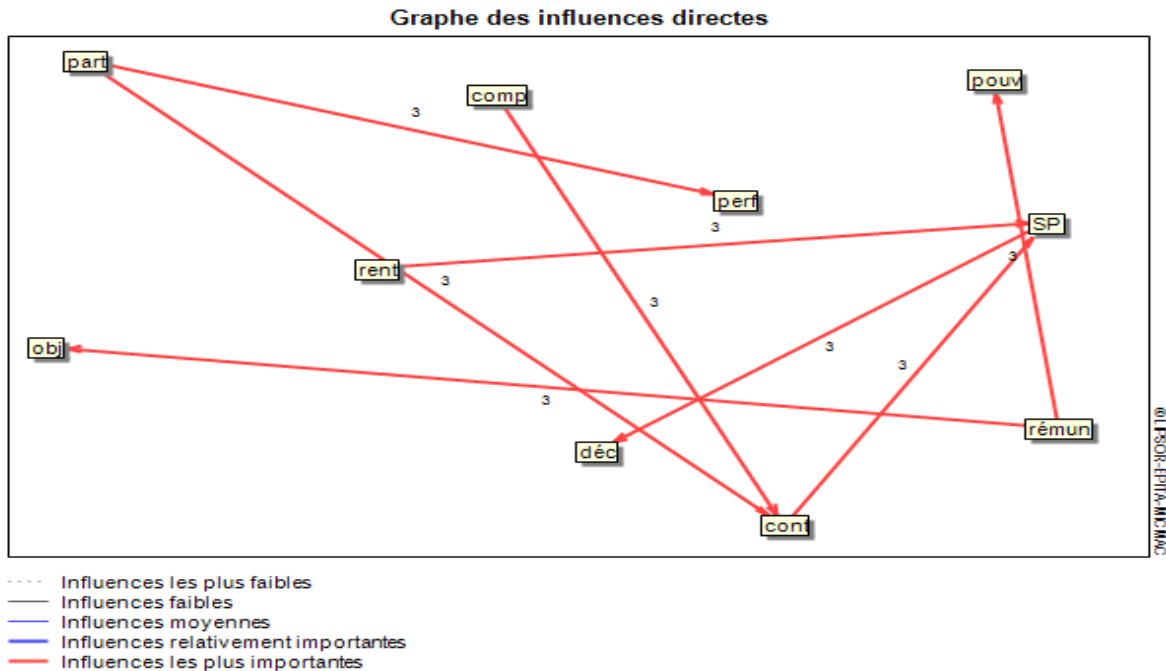 Graphe des influences directes
part
comp
pouv
3
perf
SP
3
rent
3
3
3
obj
3
3
3
rémun
déc
cont
@LIPSOR-EPITA-MICMAC
Influences les plus faibles
Influences faibles
Influences moyennes
Influences relativement importantes
Influences les plus importantes